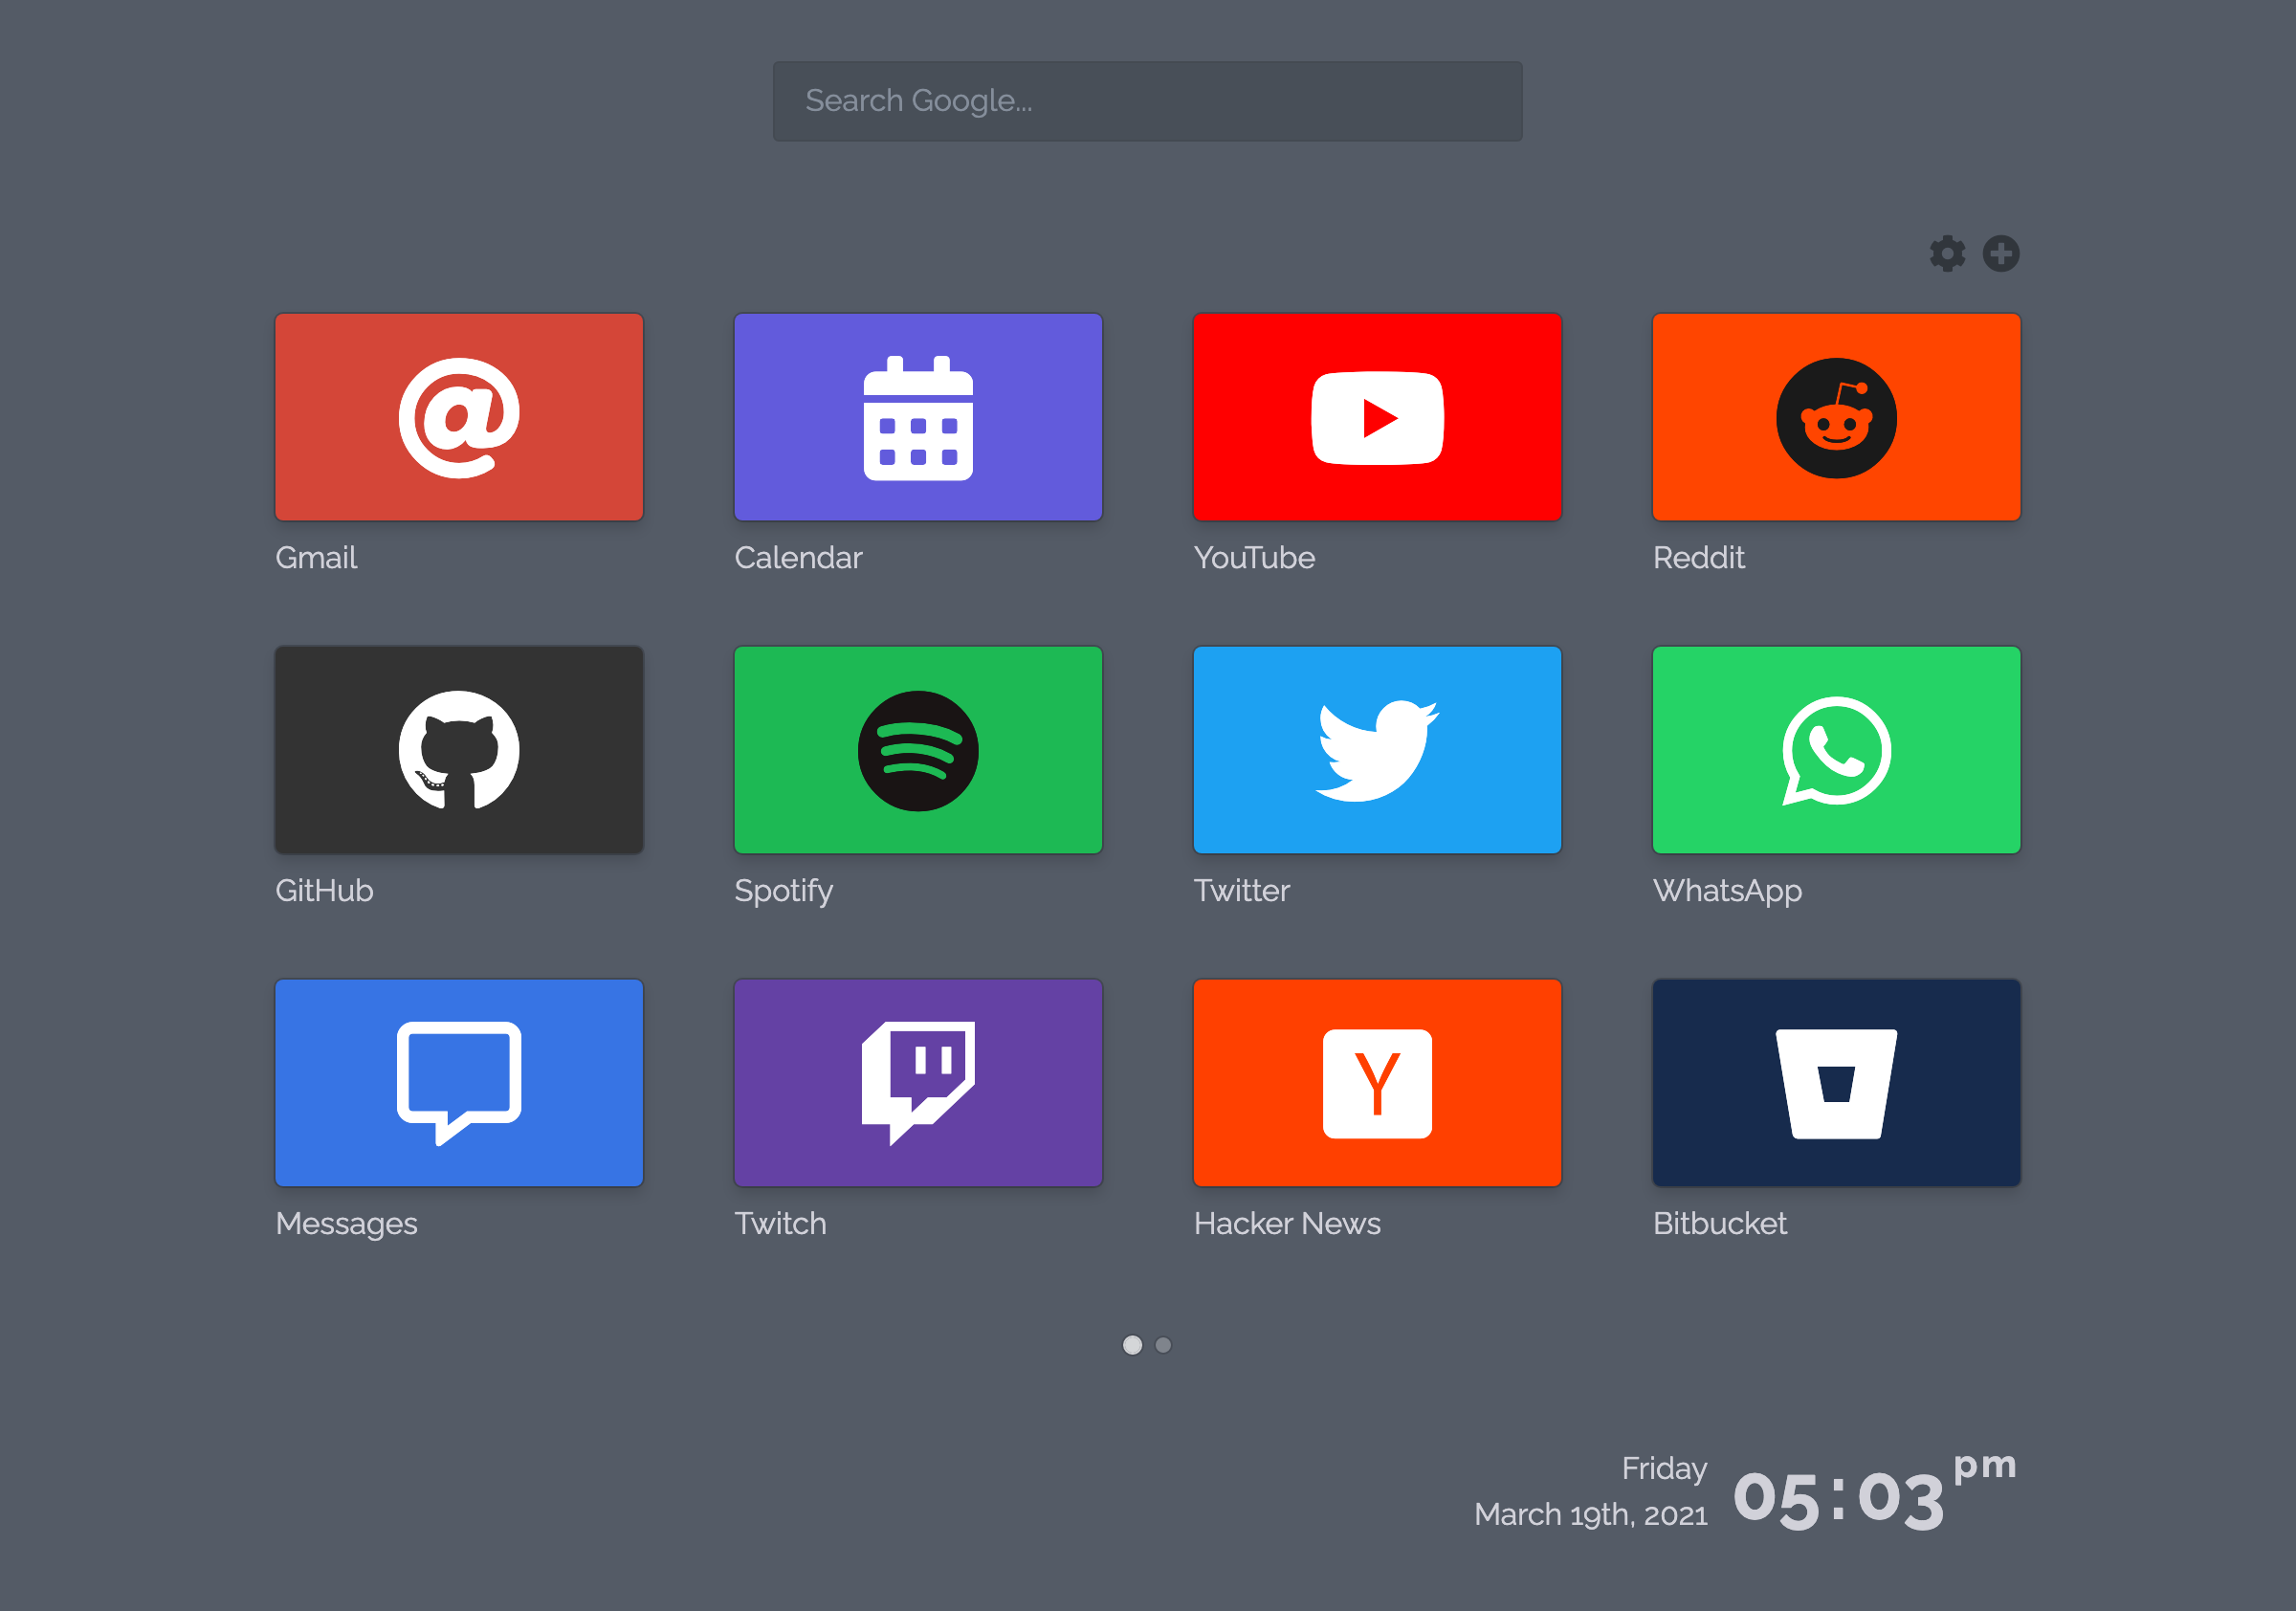 Search Google...
Gmail
Calendar
YouTube
Reddit
GitHub
Spotify
Twitter
WhatsApp
Y
Messages
Twitch
Hacker News
Bitbucket
Friday
March 19th, 2021
05:03 pm